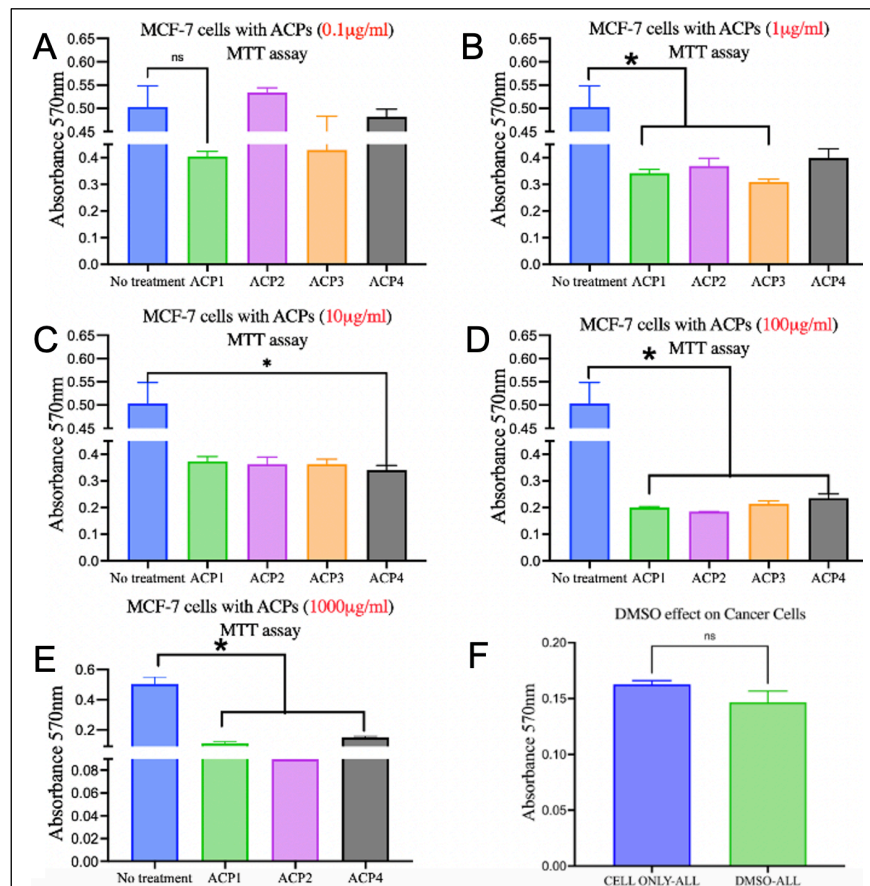 A
MCF-7 cells with ACPs (0.1µg/ml)
MTT assay
ns
Absorbance 570nm
0.65
0.60
0.55
0.50
0.45
0.4
0.3
0.2
0.1
0.0
No treatment ACP1 ACP2 ACP3 ACP4
B
MCF-7 cells with ACPs (1µg/ml)
MTT assay
*
Absorbance 570nm
0.65
0.60
0.55
0.50
0.45
0.4
0.3
0.2
0.1
0.0
No treatment ACP1 ACP2 ACP3 ACP4
C
MCF-7 cells with ACPs (10µg/ml)
MTT assay
*
Absorbance 570nm
0.65
0.60
0.55
0.50
0.45
0.4
0.3
0.2
0.1
0.0
No treatment ACP1 ACP2 ACP3 ACP4
D
MCF-7 cells with ACPs (100µg/ml)
MTT assay
*
Absorbance 570nm
0.65
0.60
0.55
0.50
0.45
0.4
0.3
0.2
0.1
0.0
No treatment ACP1 ACP2 ACP3 ACP4
E
MCF-7 cells with ACPs (1000µg/ml)
MTT assay
*
Absorbance 570nm
0.6
0.4
0.2
0.08
0.06
0.04
0.02
0.00
No treatment ACP1 ACP2 ACP4
F
DMSO effect on Cancer Cells
ns
Absorbance 570nm
0.20
0.15
0.10
0.05
0.00
CELL ONLY-ALL DMSO-ALL